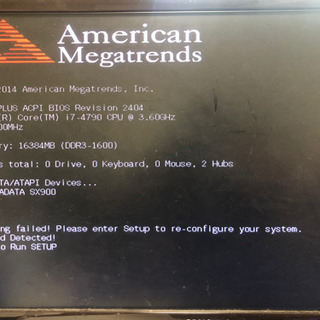 American
Megatrends
2014 American Megatrends, Inc.
PLUS ACPI BIOS Revision 2404
(R) Core(TM) i7-4790 CPU @ 3.60GHz
00MHz
ry: 16384MB (DDR3-1600)
s total: 0 Drive, 0 Keyboard, 0 Mouse, 2 Hubs
TA/ATAPI Devices...
ADATA SX900
ng failed! Please enter Setup to re-configure your system.
d Detected!
o Run SETUP